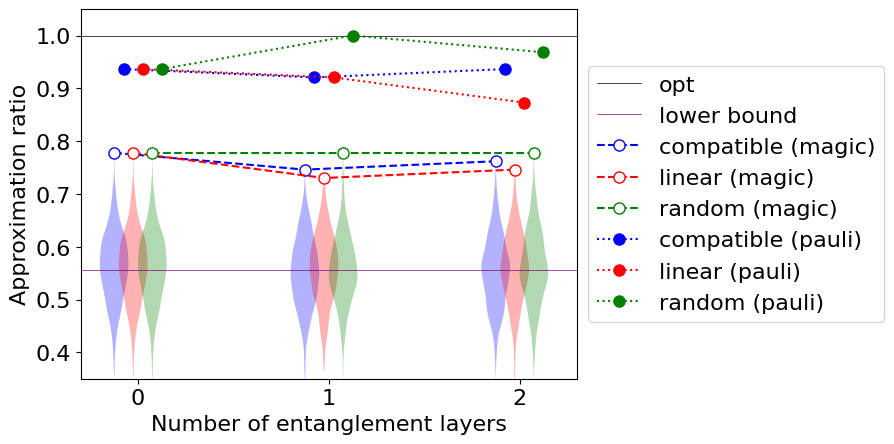 1.0
0.9
0.8
0.7
0.6
0.5
0.4
Approximation ratio
0 1 2
Number of entanglement layers
opt
lower bound
compatible (magic)
linear (magic)
random (magic)
compatible (pauli)
linear (pauli)
random (pauli)